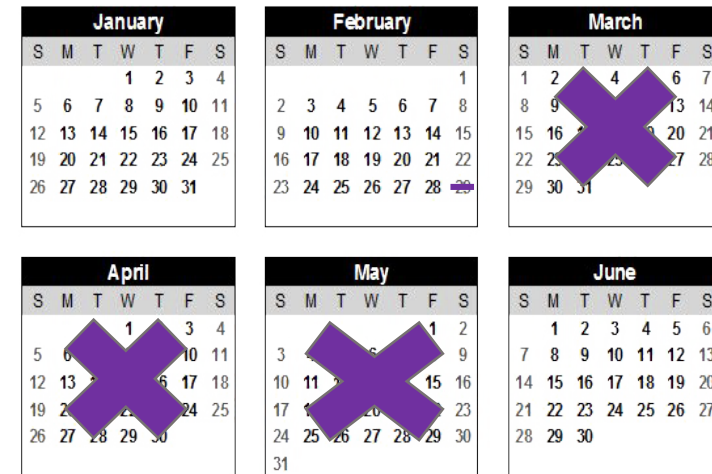 January
S M T W T F S
1 2 3 4
5 6 7 8 9 10 11
12 13 14 15 16 17 18
19 20 21 22 23 24 25
26 27 28 29 30 31
February
S M T W T F S
1
2 3 4 5 6 7 8
9 10 11 12 13 14 15
16 17 18 19 20 21 22
23 24 25 26 27 28 29
March
S M T W T F S
1 2 4 6 7
8 9 13 14
15 16 20 21
22 27 28
29 30 31
April
S M T W T F S
1 3 4
5 10 11
12 13 17 18
19 24 25
26 27 28 29 30
May
S M T W T F S
1 2
3 9
10 11 15 16
17 23
24 25 26 27 28 29 30
31
June
S M T W T F S
1 2 3 4 5 6
7 8 9 10 11 12 13
14 15 16 17 18 19 20
21 22 23 24 25 26 27
28 29 30